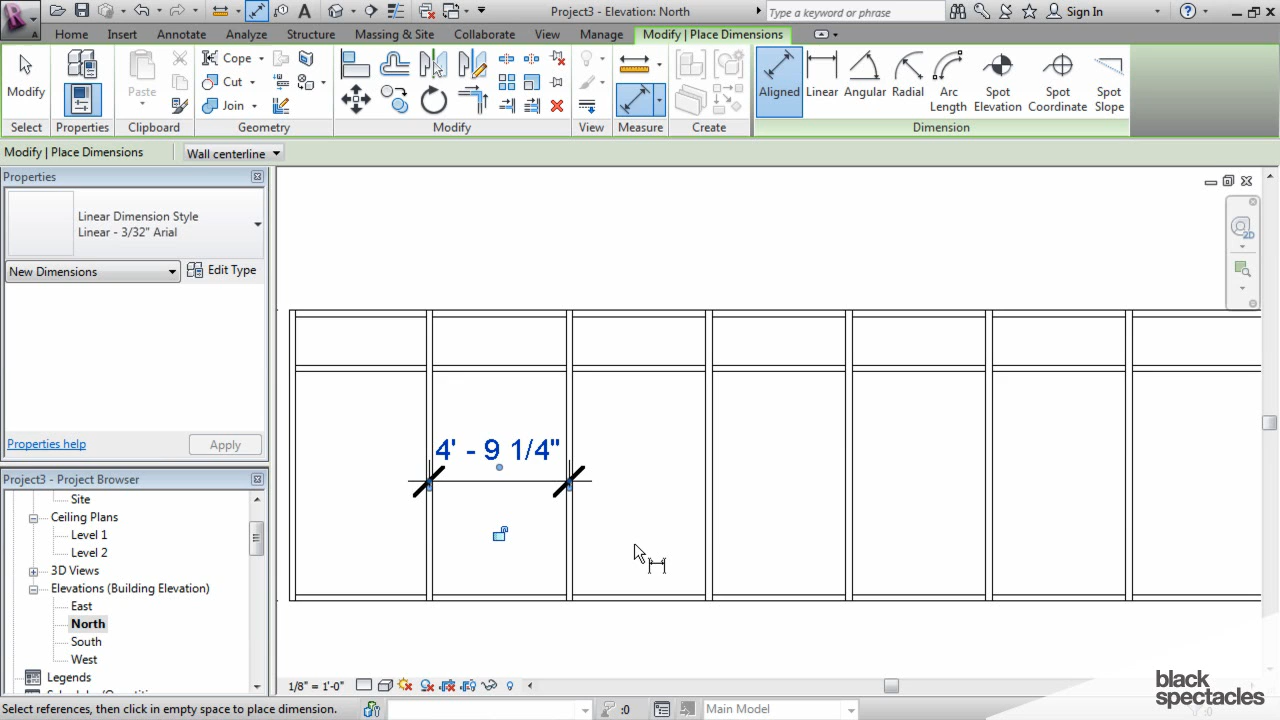 Project3 - Elevation: North
Type a keyword or phrase
Sign In
Home Insert Annotate Analyze Structure Massing & Site Collaborate View Manage Modify | Place Dimensions
Modify
Paste
Cope
Cut
Join
Aligned Linear Angular Radial Arc Length Spot Elevation Spot Coordinate Spot Slope
Select Properties Clipboard Geometry Modify View Measure Create Dimension
Modify | Place Dimensions Wall centerline
Properties
Linear Dimension Style
Linear - 3/32" Arial
New Dimensions Edit Type
Properties help Apply
Project3 - Project Browser
Site
Ceiling Plans
Level 1
Level 2
3D Views
Elevations (Building Elevation)
East
North
South
West
Legends
4' - 9 1/4"
2D
1/8" = 1'-0"
Select references, then click in empty space to place dimension.
:0
Main Model
black
spectacles